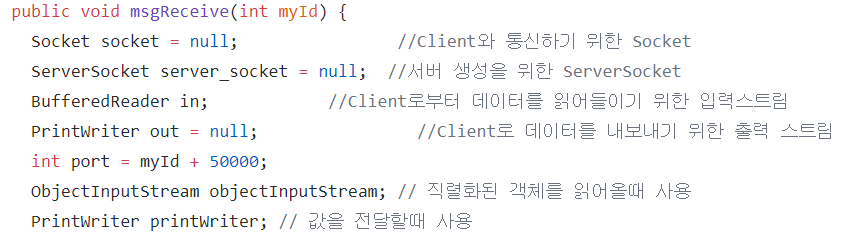 public void msgReceive(int myId) {
Socket socket = null; //Client와 통신하기 위한 Socket
ServerSocket server_socket = null; //서버 생성을 위한 ServerSocket
BufferedReader in; //Client로부터 데이터를 읽어들이기 위한 입력스트림
PrintWriter out = null; //Client로 데이터를 내보내기 위한 출력 스트림
int port = myId + 50000;
ObjectInputStream objectInputStream; // 직렬화된 객체를 읽어올때 사용
PrintWriter printWriter; // 값을 전달할때 사용